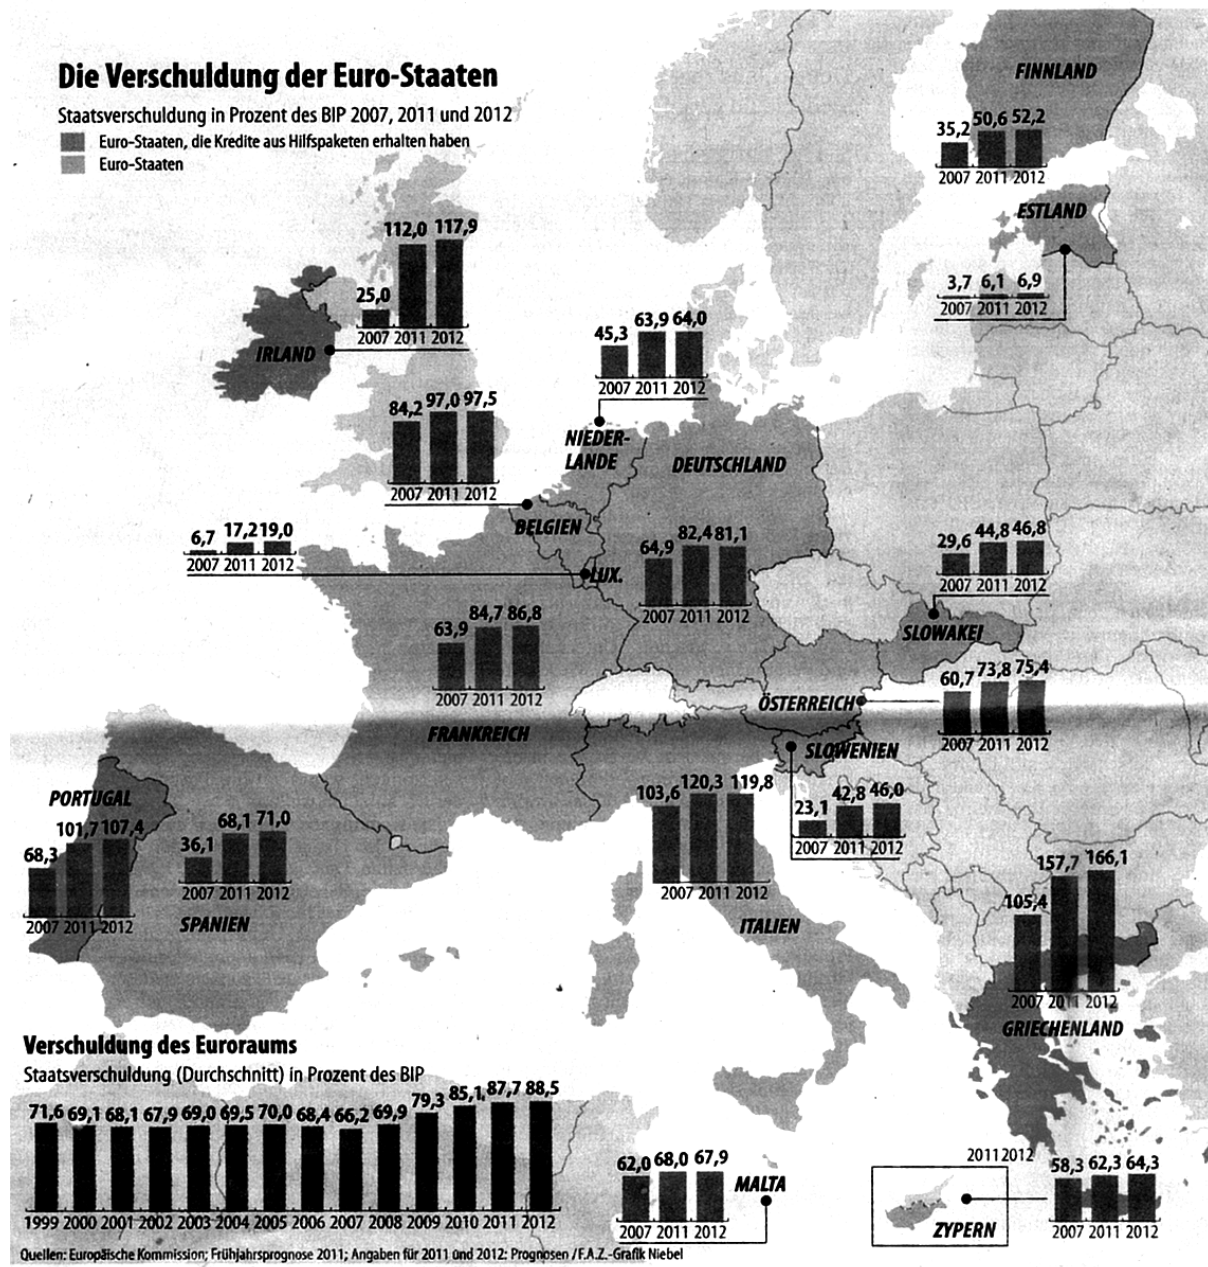 Die Verschuldung der Euro-Staaten
Staatsverschuldung in Prozent des BIP 2007, 2011 und 2012
Euro-Staaten, die Kredite aus Hilfspaketen erhalten haben
Euro-Staaten
FINNLAND
35,2 50,6 52,2
2007 2011 2012
ESTLAND
3,7 6,1 6,9
2007 2011 2012
112,0 117,9
25,0
2007 2011 2012
IRLAND
45,3 63,9 64,0
2007 2011 2012
NIEDER-
LANDE
84,2 97,0 97,5
2007 2011 2012
BELGIEN
DEUTSCHLAND
64,9 82,4 81,1
2007 2011 2012
6,7 17,2 19,0
2007 2011 2012
LUX.
29,6 44,8 46,8
2007 2011 2012
SLOWAKEI
63,9 84,7 86,8
2007 2011 2012
FRANKREICH
ÖSTERREICH
60,7 73,8 75,4
2007 2011 2012
SLOWENIEN
23,1 42,8 46,0
2007 2011 2012
103,6 120,3 119,8
2007 2011 2012
ITALIEN
PORTUGAL
68,3 101,7 107,4
2007 2011 2012
36,1 68,1 71,0
2007 2011 2012
SPANIEN
105,4 157,7 166,1
2007 2011 2012
GRIECHENLAND
Verschuldung des Euroraums
Staatsverschuldung (Durchschnitt) in Prozent des BIP
71,6 69,1 68,1 67,9 69,0 69,5 70,0 68,4 66,2 69,9 79,3 85,1 87,7 88,5
1999 2000 2001 2002 2003 2004 2005 2006 2007 2008 2009 2010 2011 2012
62,0 68,0 67,9
2007 2011 2012
MALTA
2011 2012
58,3 62,3 64,3
2007 2011 2012
ZYPERN
Quellen: Europäische Kommission; Frühjahrsprognose 2011; Angaben für 2011 und 2012: Prognosen / F.A.Z.-Grafik Niebel